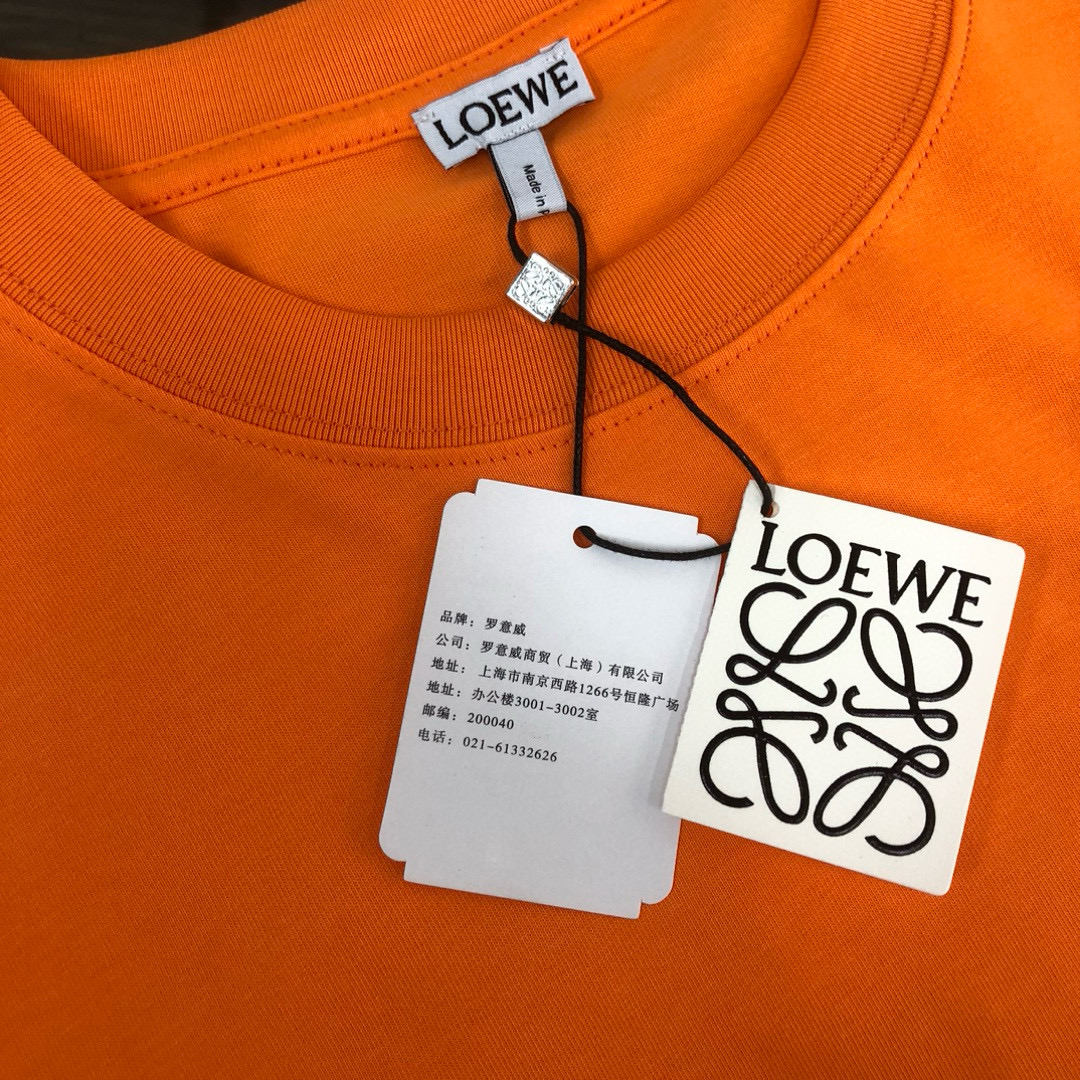 LOEWE
Made in P
品牌：罗意威
公司：罗意威商贸（上海）有限公司
地址：上海市南京西路1266号恒隆广场
地址：办公楼3001-3002室
邮编：200040
电话：021-61332626
LOEWE